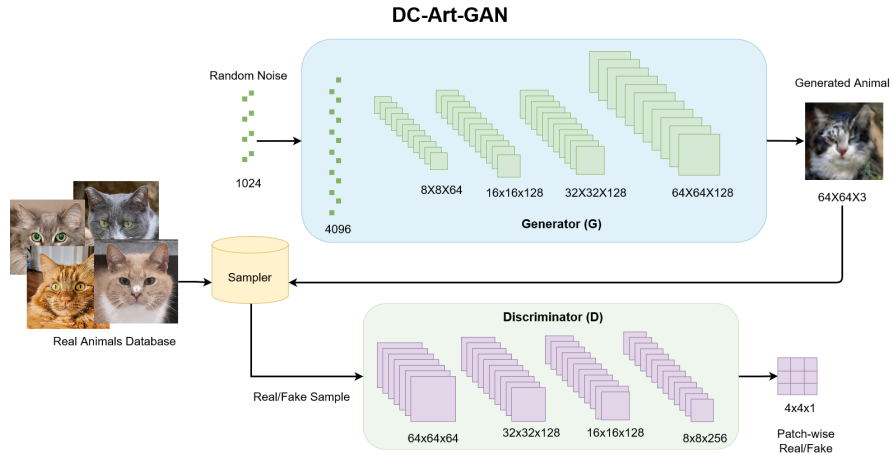 DC-Art-GAN
Random Noise
1024
4096
8X8X64
16x16x128
32X32X128
64X64X128
Generator (G)
Generated Animal
64X64X3
Real Animals Database
Sampler
Real/Fake Sample
Discriminator (D)
64x64x64
32x32x128
16x16x128
8x8x256
4x4x1
Patch-wise
Real/Fake